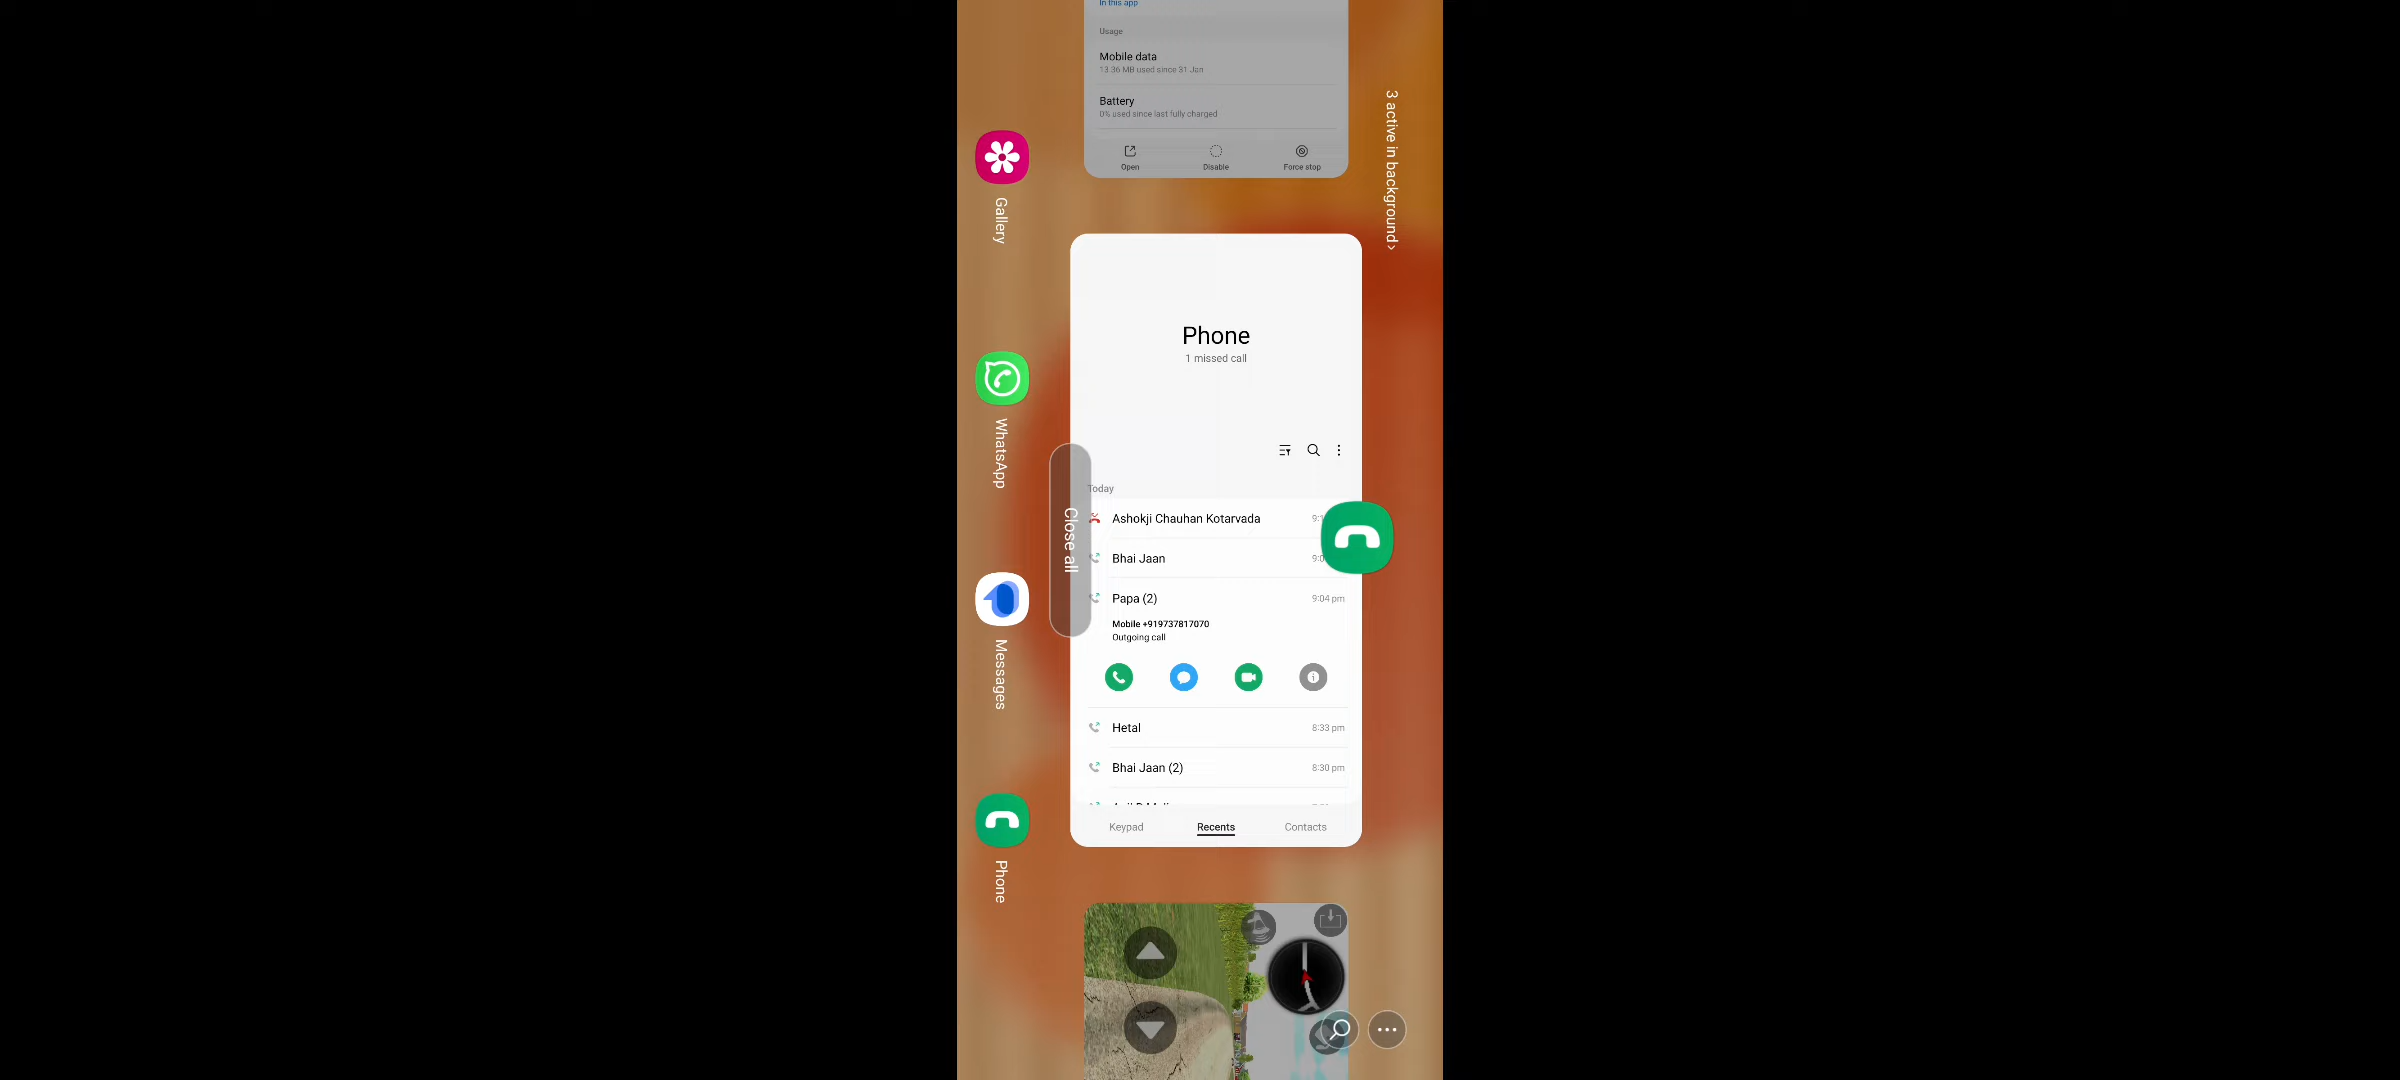 In this app
Usage
Mobile data
13.36 MB used since 31 Jan
Battery
0% used since last fully charged
Open
Disable
Force stop
3 active in background ›
Gallery
WhatsApp
Messages
Phone
Close all
Phone
1 missed call
Today
Ashokji Chauhan Kotarvada
Bhai Jaan
Papa (2) 9:04 pm
Mobile +919737817070
Outgoing call
Hetal 8:33 pm
Bhai Jaan (2) 8:30 pm
Keypad
Recents
Contacts